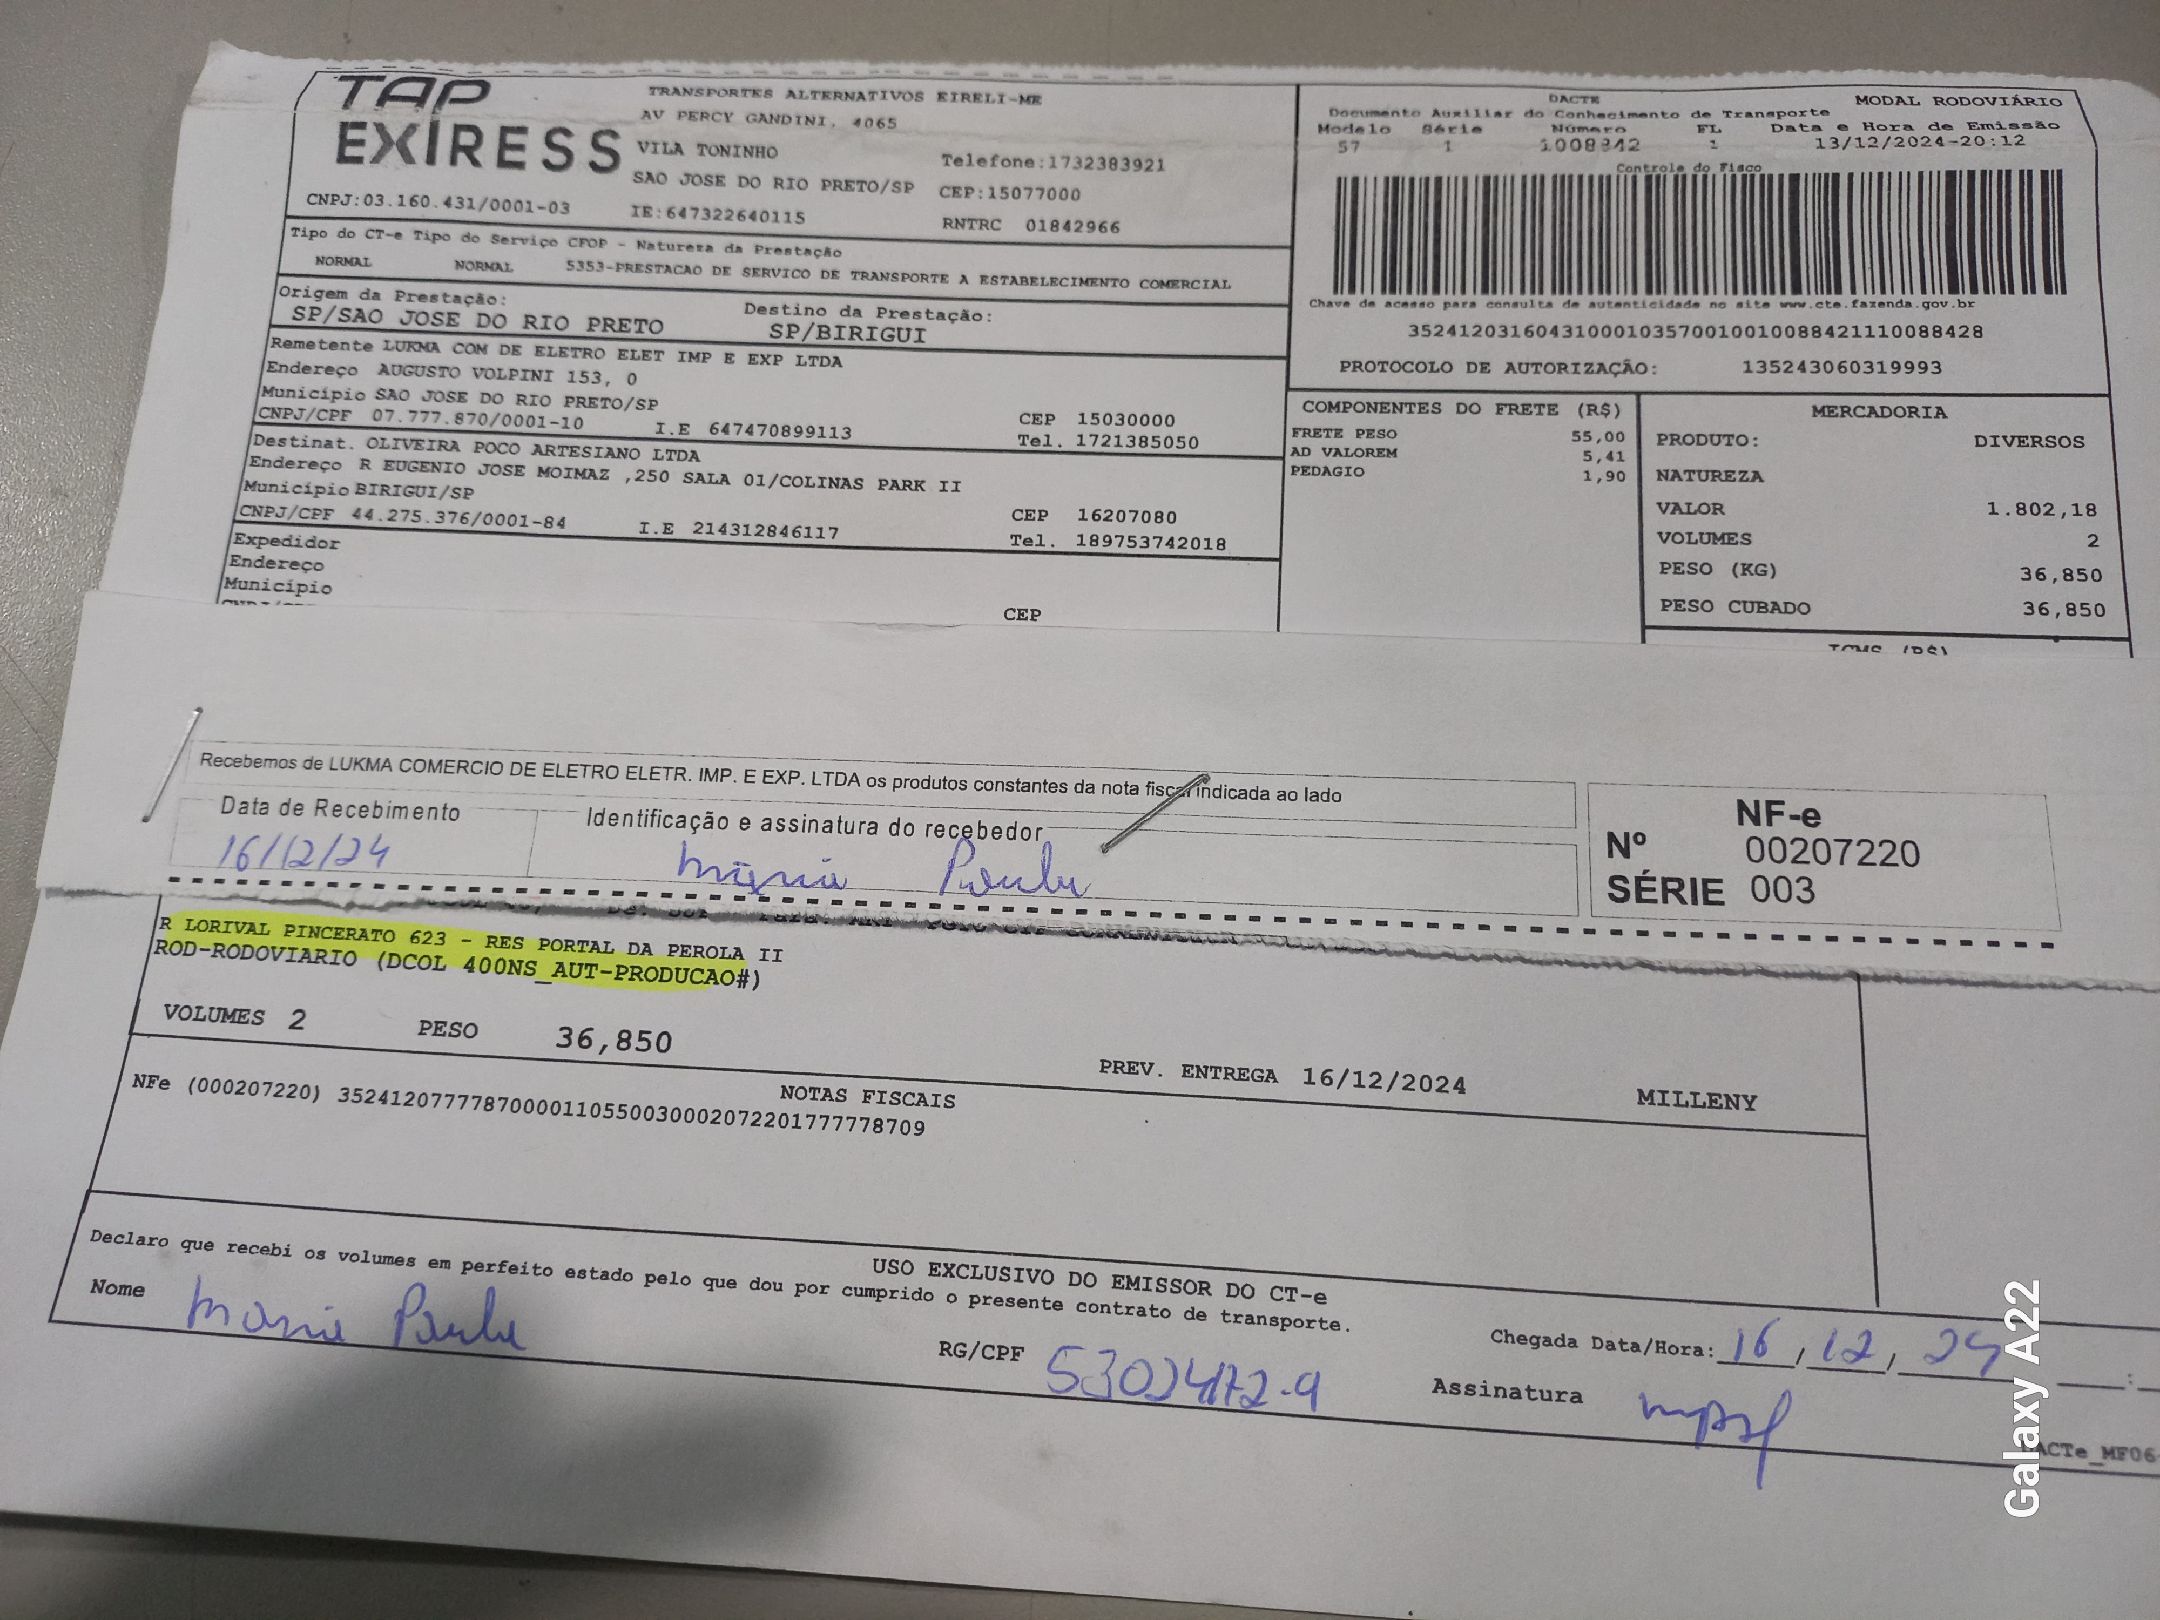 TAP
EXIRESS
TRANSPORTES ALTERNATIVOS EIRELI-ME
AV PERCY GANDINI, 4065
VILA TONINHO
Telefone:1732383921
SAO JOSE DO RIO PRETO/SP CEP:15077000
CNPJ:03.160.431/0001-03 IE:647322640115 RNTRC 01842966
DACTE MODAL RODOVIÁRIO
Documento Auxiliar do Conhecimento de Transporte
Modelo Série Número FL Data e Hora de Emissão
57 1 1008842 1 13/12/2024-20:12
Controle do Fisco
Chave de acesso para consulta de autenticidade no site www.cte.fazenda.gov.br
35241203160431000103570010010088421110088428
PROTOCOLO DE AUTORIZAÇÃO: 135243060319993
Tipo do CT-e Tipo do Serviço CFOP - Natureza da Prestação
NORMAL NORMAL 5353-PRESTACAO DE SERVICO DE TRANSPORTE A ESTABELECIMENTO COMERCIAL
Origem da Prestação: Destino da Prestação:
SP/SAO JOSE DO RIO PRETO SP/BIRIGUI
Remetente LUKMA COM DE ELETRO ELET IMP E EXP LTDA
Endereço AUGUSTO VOLPINI 153, 0
Município SAO JOSE DO RIO PRETO/SP CEP 15030000
CNPJ/CPF 07.777.870/0001-10 I.E 647470899113 Tel. 1721385050
Destinat. OLIVEIRA POCO ARTESIANO LTDA
Endereço R EUGENIO JOSE MOIMAZ ,250 SALA 01/COLINAS PARK II
Município BIRIGUI/SP CEP 16207080
CNPJ/CPF 44.275.376/0001-84 I.E 214312846117 Tel. 189753742018
Expedidor
Endereço
Município
CEP
COMPONENTES DO FRETE (R$)
FRETE PESO 55,00
AD VALOREM 5,41
PEDAGIO 1,90
MERCADORIA
PRODUTO: DIVERSOS
NATUREZA
VALOR 1.802,18
VOLUMES 2
PESO (KG) 36,850
PESO CUBADO 36,850
ICMS (R$)
Recebemos de LUKMA COMERCIO DE ELETRO ELETR. IMP. E EXP. LTDA os produtos constantes da nota fiscal indicada ao lado
Data de Recebimento Identificação e assinatura do recebedor
16/12/24 Maria Paula
NF-e
Nº 00207220
SÉRIE 003
R LORIVAL PINCERATO 623 - RES PORTAL DA PEROLA II
ROD-RODOVIARIO (DCOL 400NS_AUT-PRODUCAO#)
VOLUMES 2 PESO 36,850 PREV. ENTREGA 16/12/2024 MILLENY
NOTAS FISCAIS
NFe (000207220) 35241207777870000110550030002072201777778709
USO EXCLUSIVO DO EMISSOR DO CT-e
Declaro que recebi os volumes em perfeito estado pelo que dou por cumprido o presente contrato de transporte.
Nome Maria Paula RG/CPF 53024172-9 Chegada Data/Hora: 16/12/24 :
Assinatura
Galaxy A22